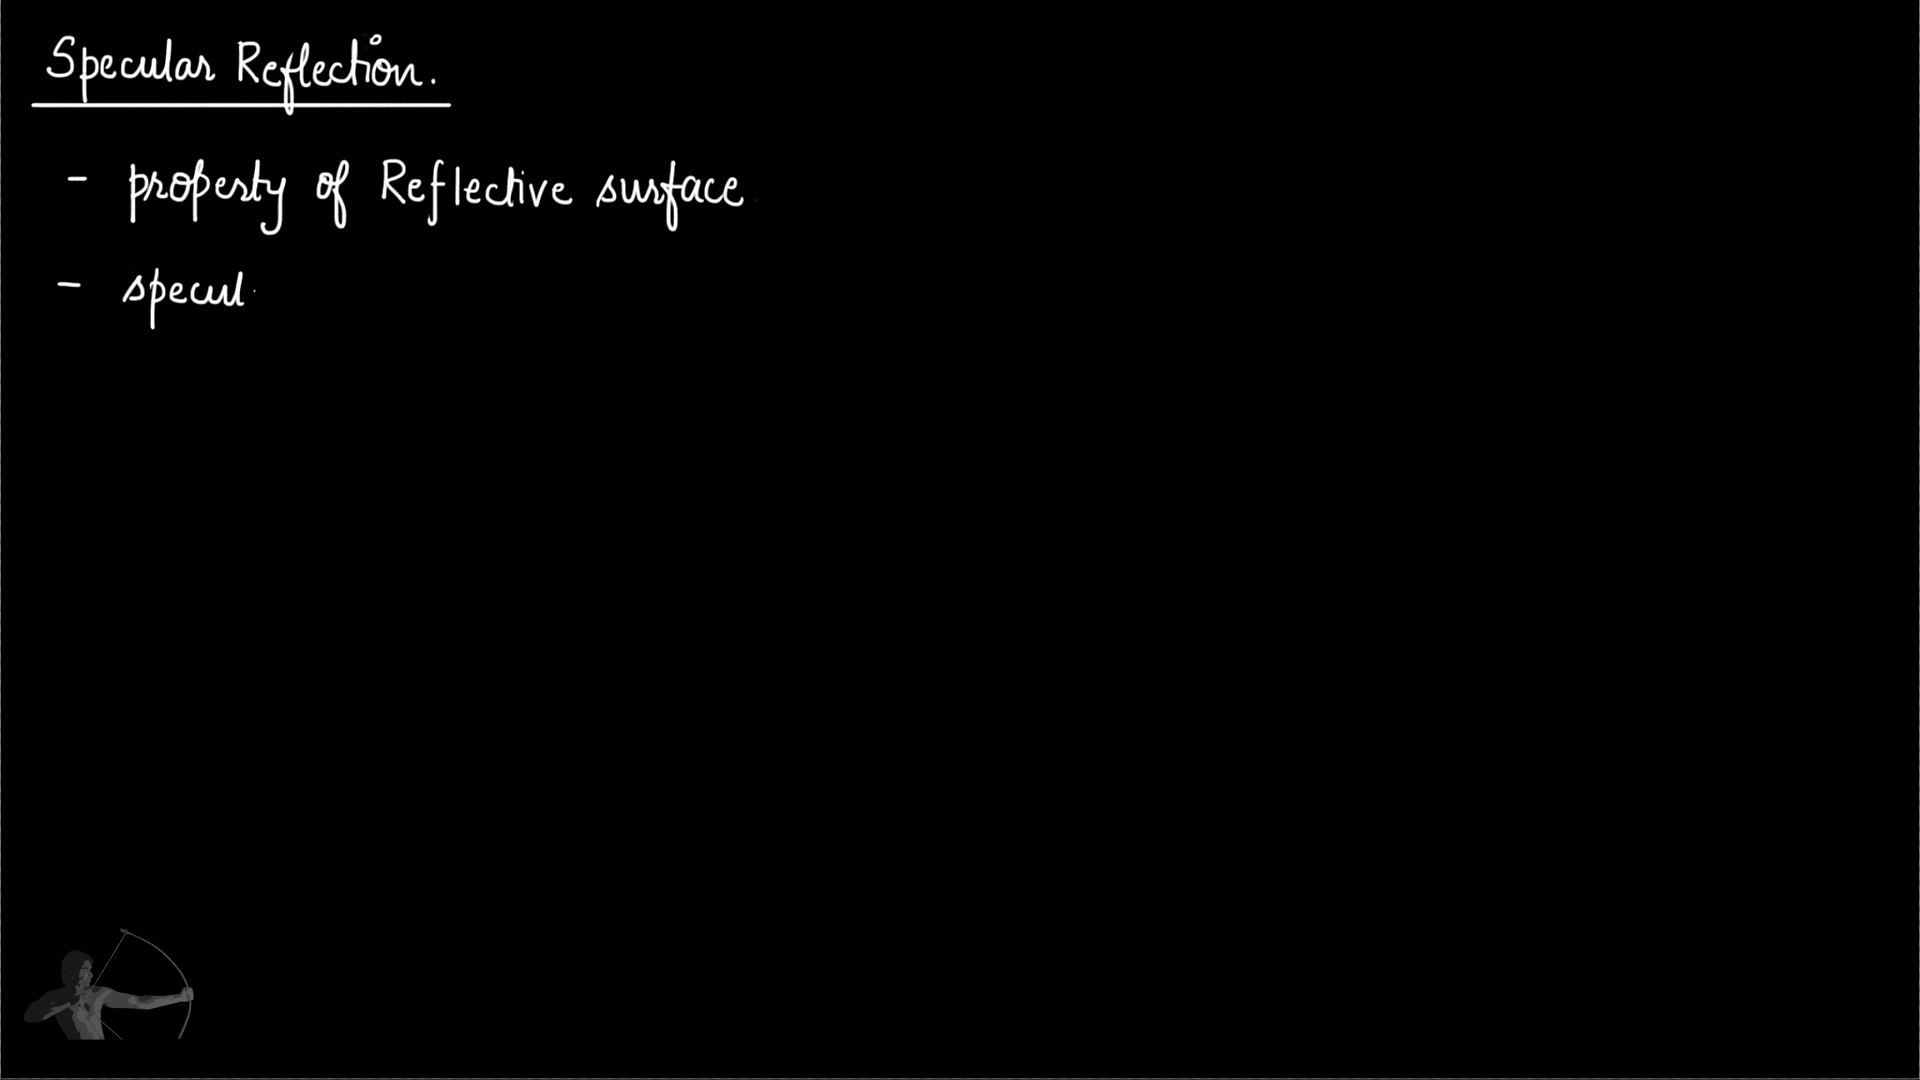 Specular Reflection.
- property of Reflective surface
- specul